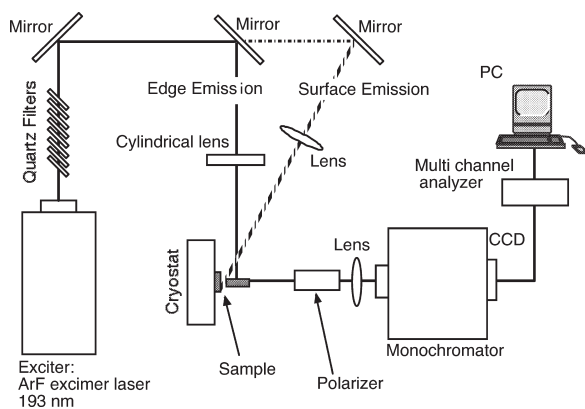 Mirror
Mirror
Mirror
PC
Quartz Filters
Edge Emission
Surface Emission
Cylindrical lens
Lens
Multi channel
analyzer
Lens
CCD
Cryostat
Monochromator
Sample
Polarizer
Exciter:
ArF excimer laser
193 nm